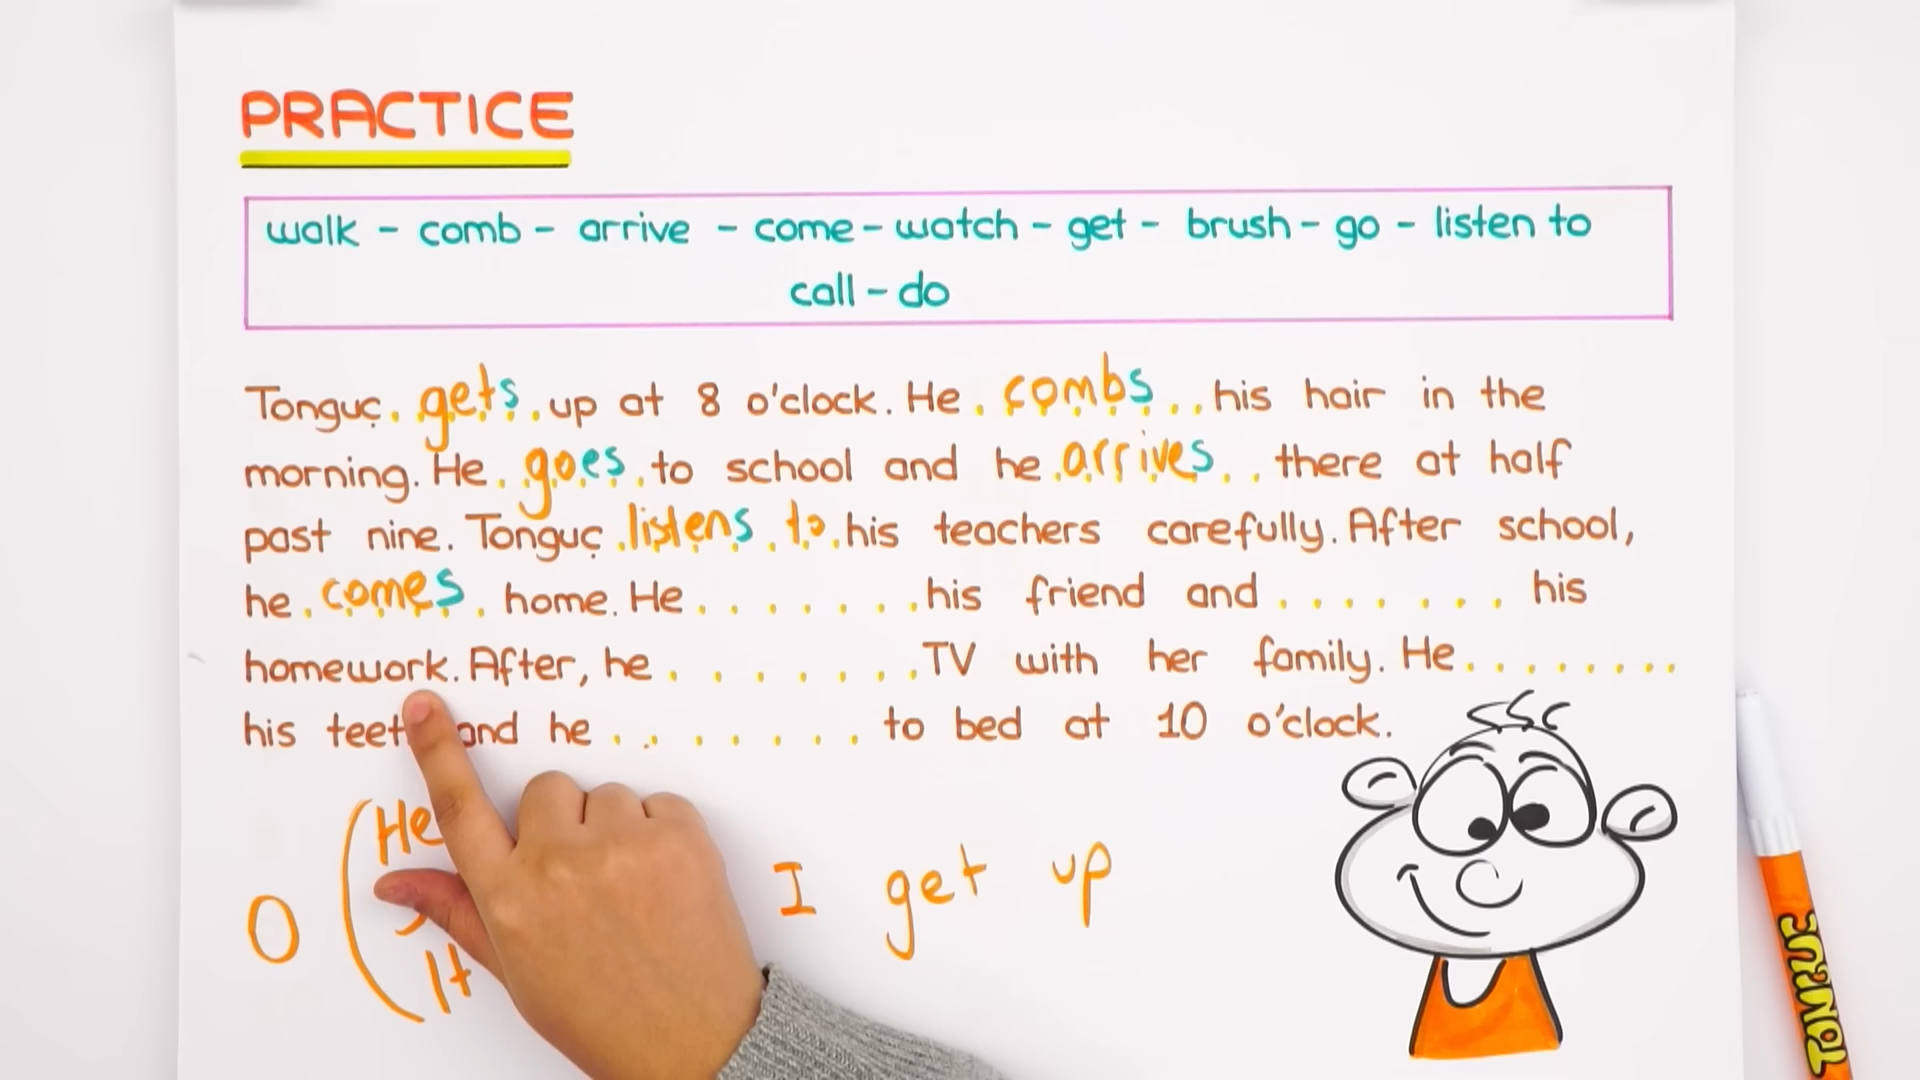 PRACTICE
walk - comb - arrive - come - watch - get - brush - go - listen to
call - do
Tonguç . gets . up at 8 o'clock. He . combs . . his hair in the
morning. He . goes . to school and he . arrives . . there at half
past nine. Tonguç . listens to . his teachers carefully. After school,
he . comes . home. He . . . . . . . . his friend and . . . . . . . . his
homework. After, he . . . . . . . . . TV with her family. He . . . . . . . .
his and he . . . . . . . . . to bed at 10 o'clock.
He
O
It
I get up
TONGUÇ